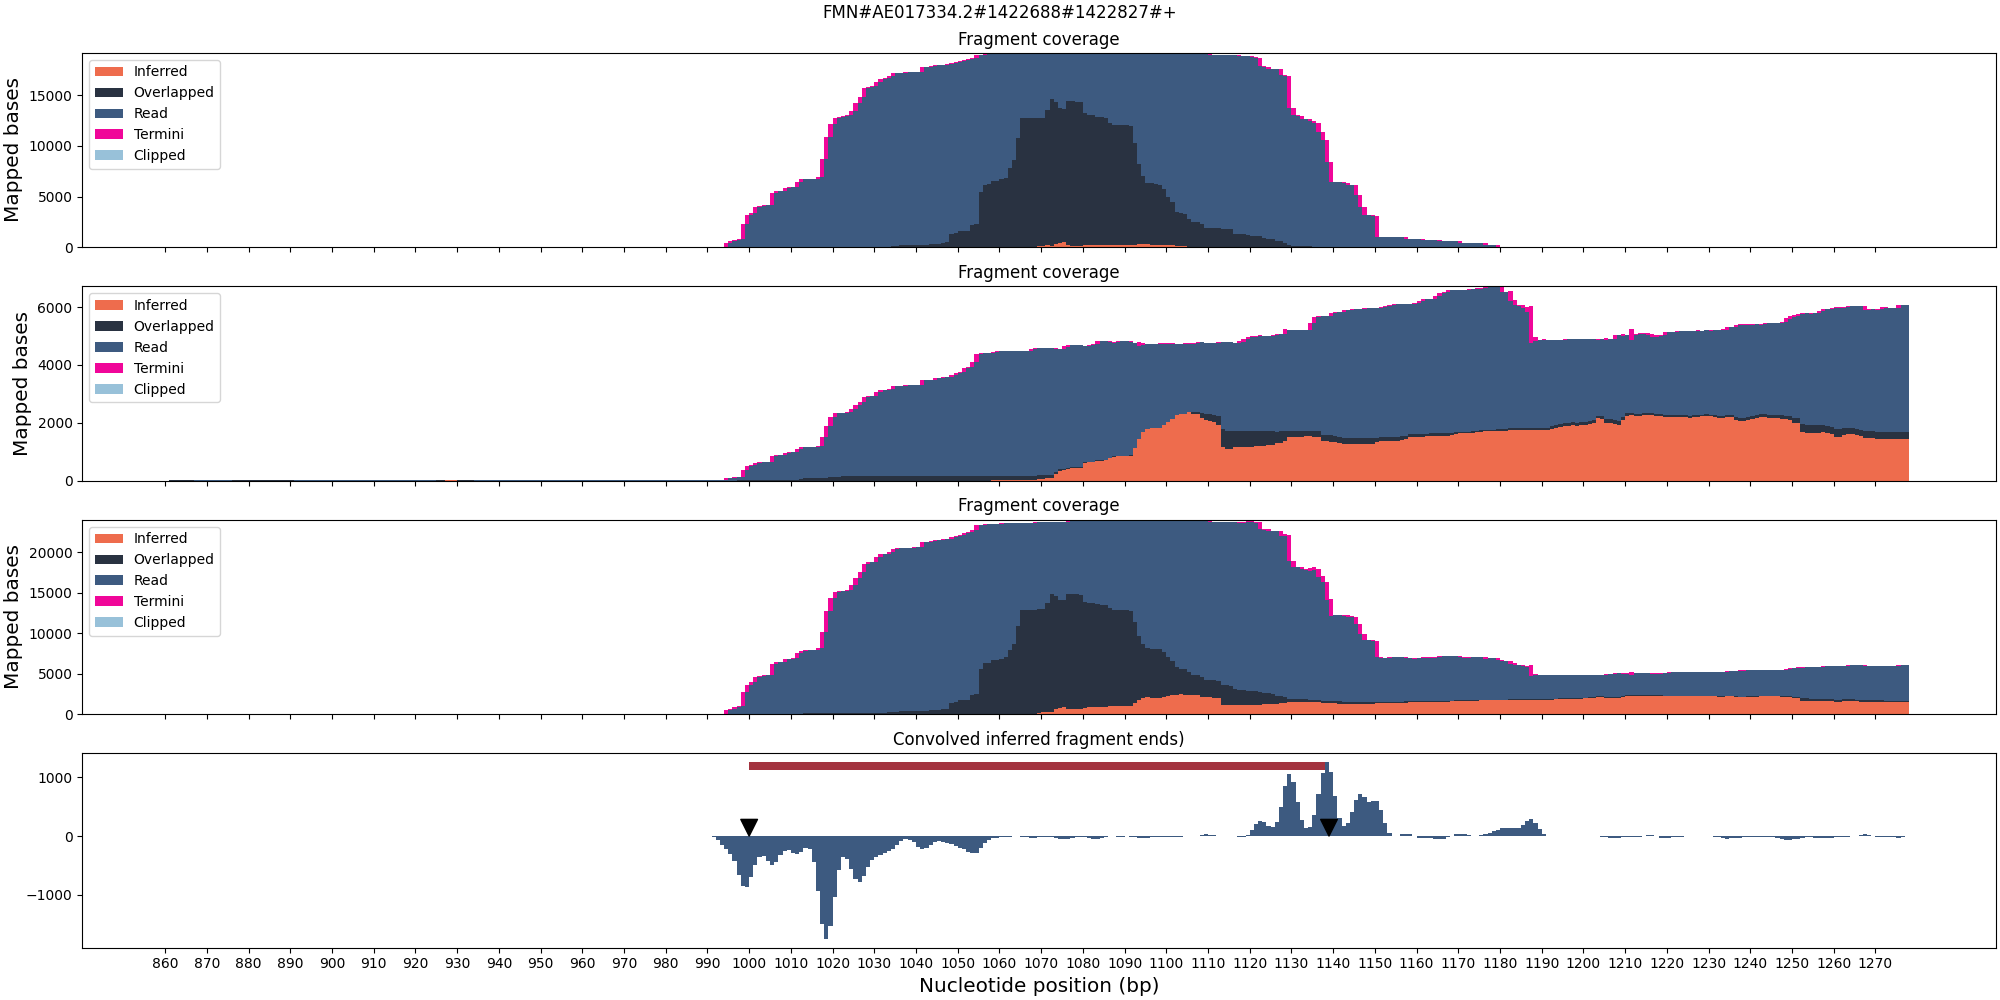 FMN#AE017334.2#1422688#1422827#+
Fragment coverage
Mapped bases
15000
10000
5000
0
Inferred
Overlapped
Read
Termini
Clipped
Fragment coverage
Mapped bases
6000
4000
2000
0
Inferred
Overlapped
Read
Termini
Clipped
Fragment coverage
Mapped bases
20000
15000
10000
5000
0
Inferred
Overlapped
Read
Termini
Clipped
Convolved inferred fragment ends)
1000
0
−1000
860 870 880 890 900 910 920 930 940 950 960 970 980 990 1000 1010 1020 1030 1040 1050 1060 1070 1080 1090 1100 1110 1120 1130 1140 1150 1160 1170 1180 1190 1200 1210 1220 1230 1240 1250 1260 1270
Nucleotide position (bp)